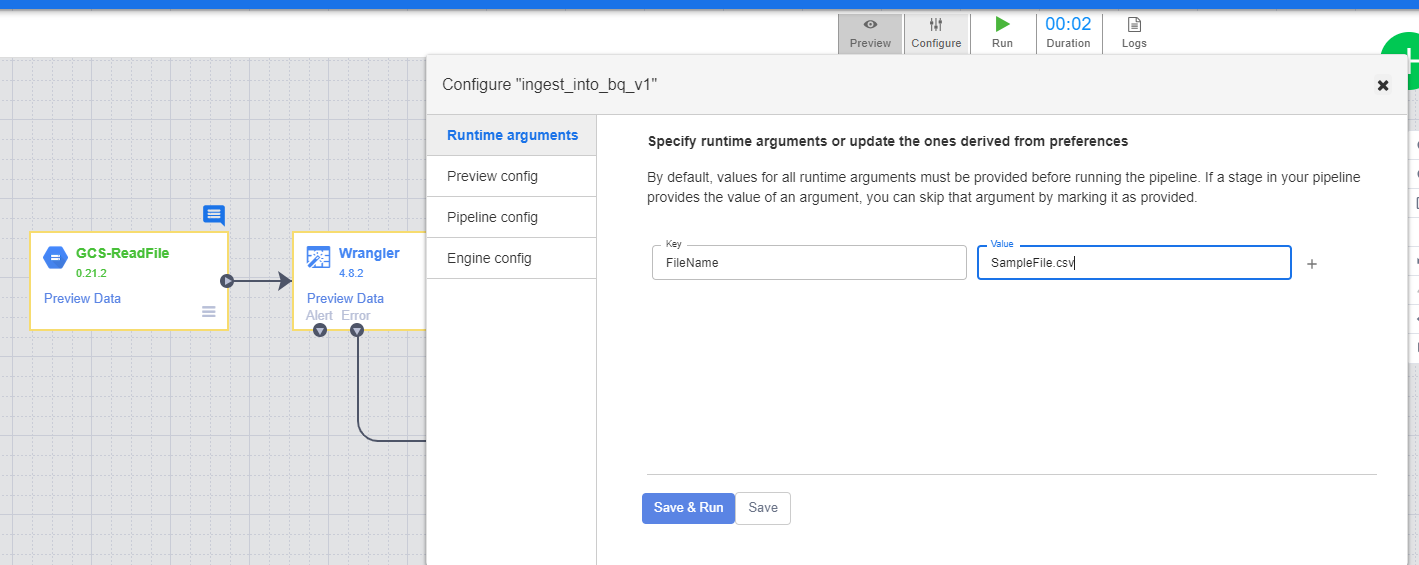 Preview
Configure
Run
00:02
Duration
Logs
Configure "ingest_into_bq_v1"
Runtime arguments
Preview config
Pipeline config
Engine config
Specify runtime arguments or update the ones derived from preferences
By default, values for all runtime arguments must be provided before running the pipeline. If a stage in your pipeline
provides the value of an argument, you can skip that argument by marking it as provided.
Key
FileName
Value
SampleFile.csv
Save & Run
Save
GCS-ReadFile
0.21.2
Preview Data
Wrangler
4.8.2
Preview Data
Alert Error